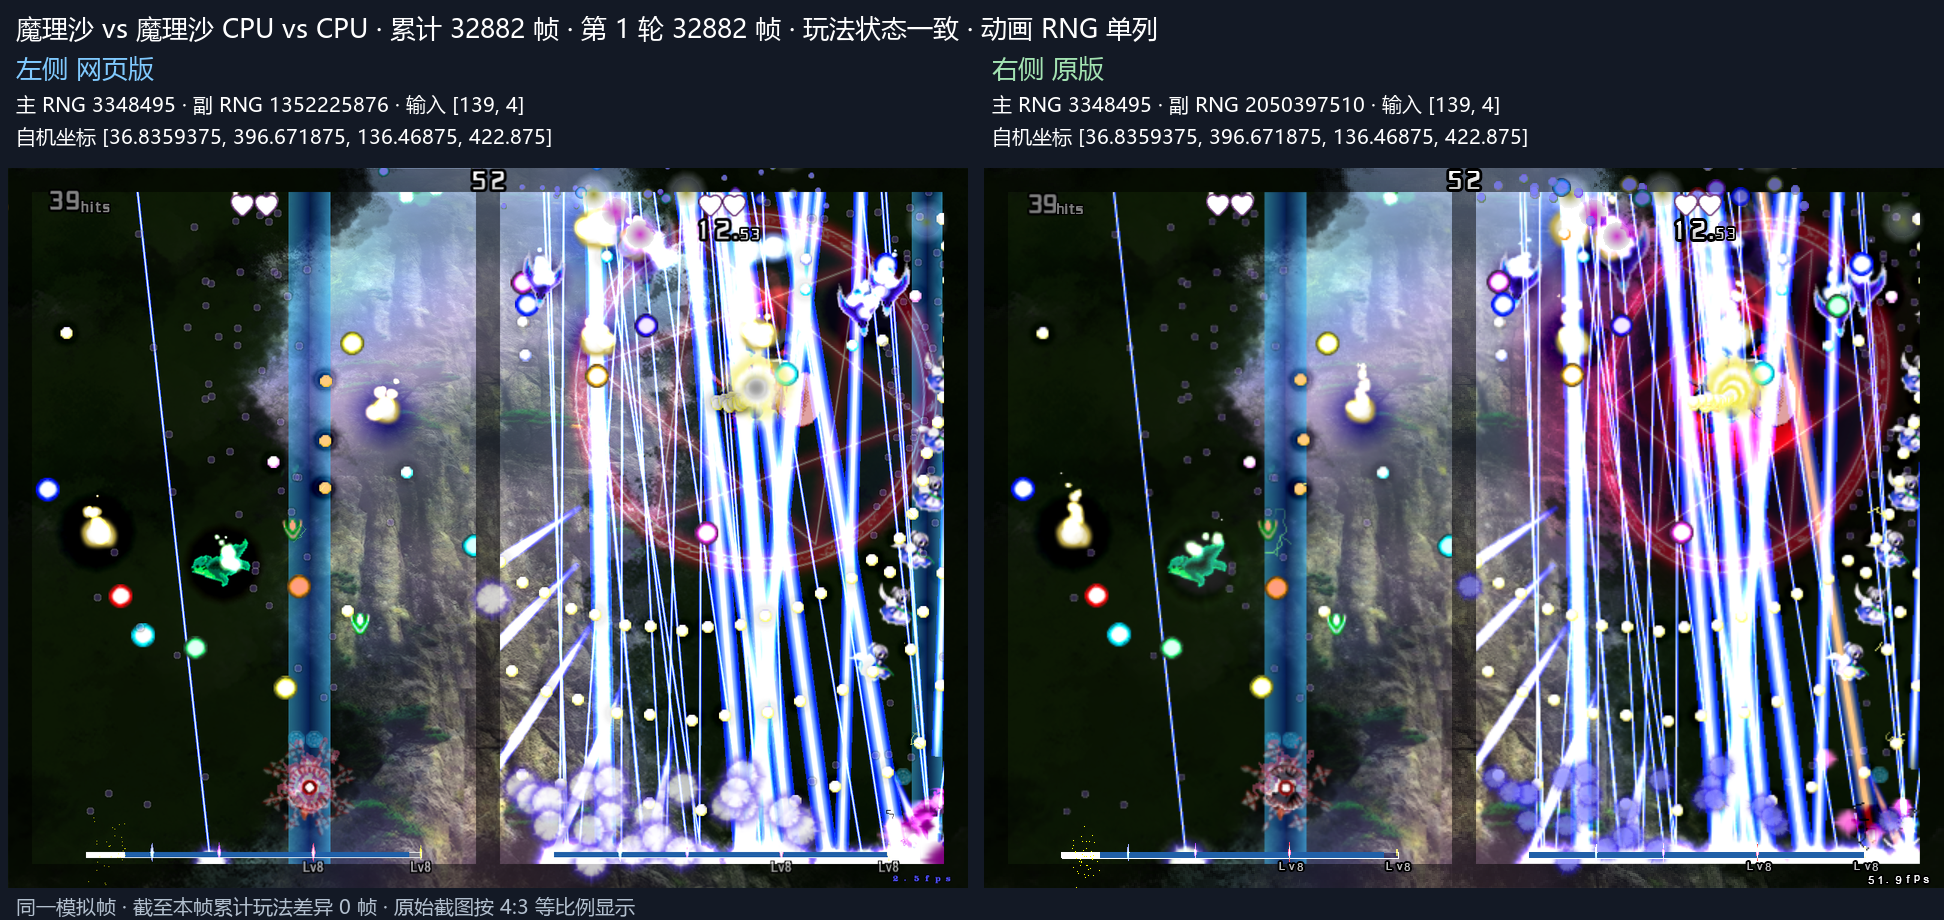 魔理沙 vs 魔理沙 CPU vs CPU · 累计 32882 帧 · 第 1 轮 32882 帧 · 玩法状态一致 · 动画 RNG 单列
左侧 网页版
主 RNG 3348495 · 副 RNG 1352225876 · 输入 [139, 4]
自机坐标 [36.8359375, 396.671875, 136.46875, 422.875]
右侧 原版
主 RNG 3348495 · 副 RNG 2050397510 · 输入 [139, 4]
自机坐标 [36.8359375, 396.671875, 136.46875, 422.875]
52
39hits
12.53
Lv8
Lv8
Lv8
Lv8
2.5fps
52
39hits
12.53
Lv8
Lv8
Lv8
Lv8
51.9fps
同一模拟帧 · 截至本帧累计玩法差异 0 帧 · 原始截图按 4:3 等比例显示